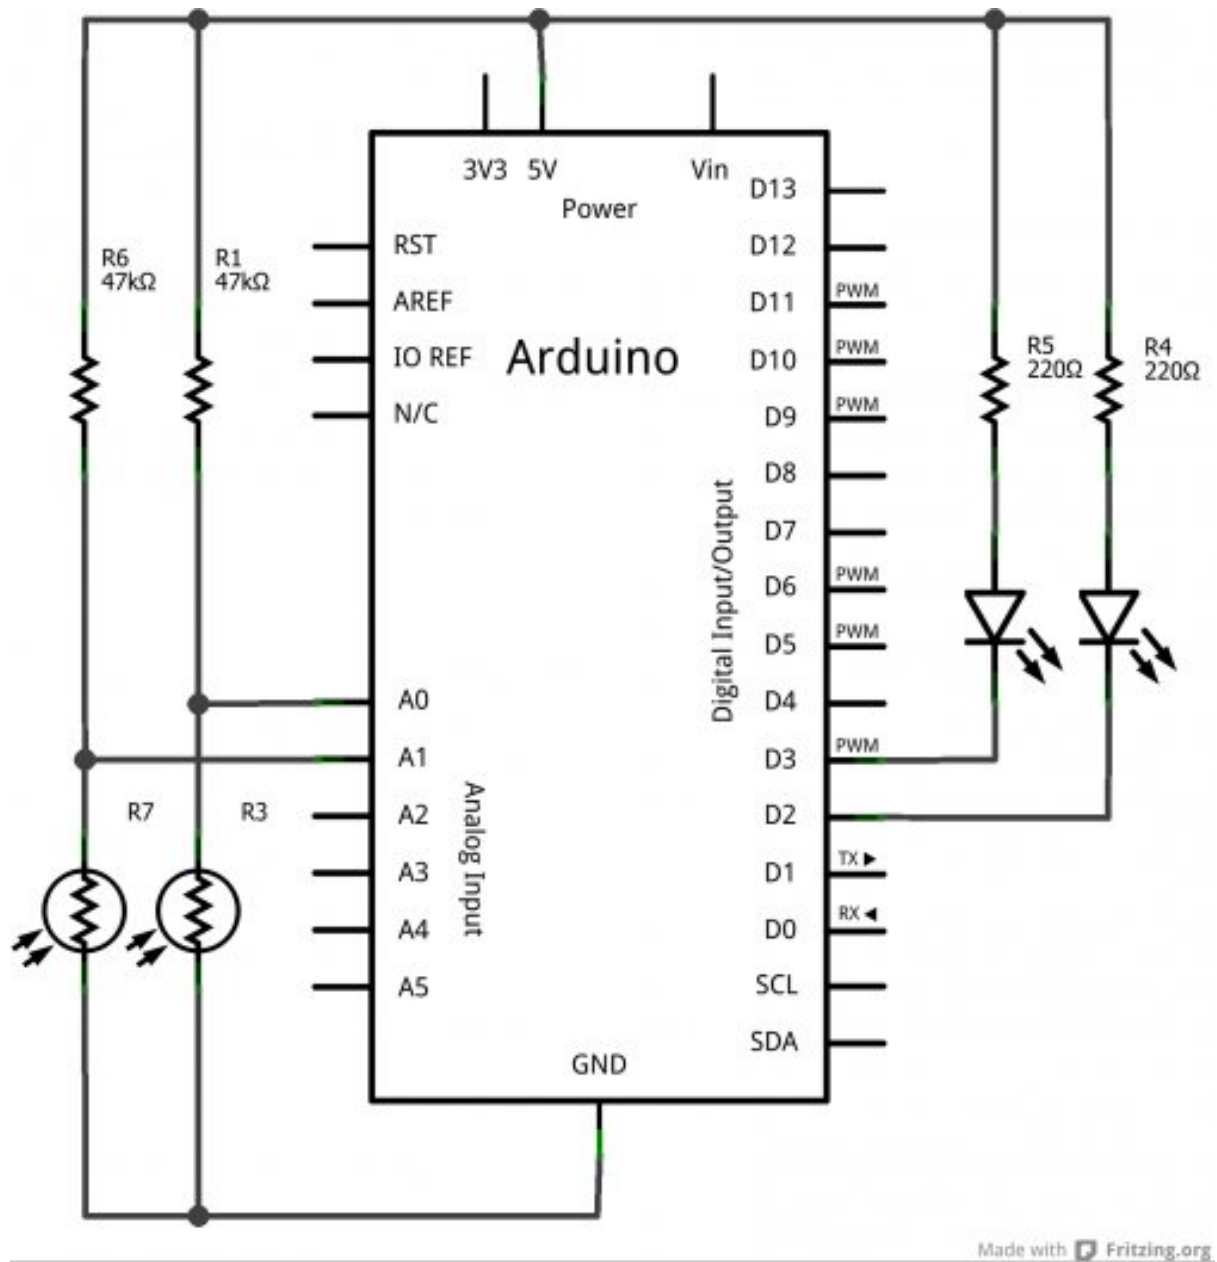 3V3 5V Vin
Power
D13
RST
D12
R6
47kΩ
R1
47kΩ
AREF
D11 PWM
IO REF
Arduino
D10 PWM
R5
220Ω
R4
220Ω
N/C
D9 PWM
D8
D7
D6 PWM
D5 PWM
Digital Input/Output
A0
D4
A1
D3 PWM
R7
R3
A2
D2
Analog Input
A3
D1 TX
A4
D0 RX
A5
SCL
SDA
GND
Made with Fritzing.org